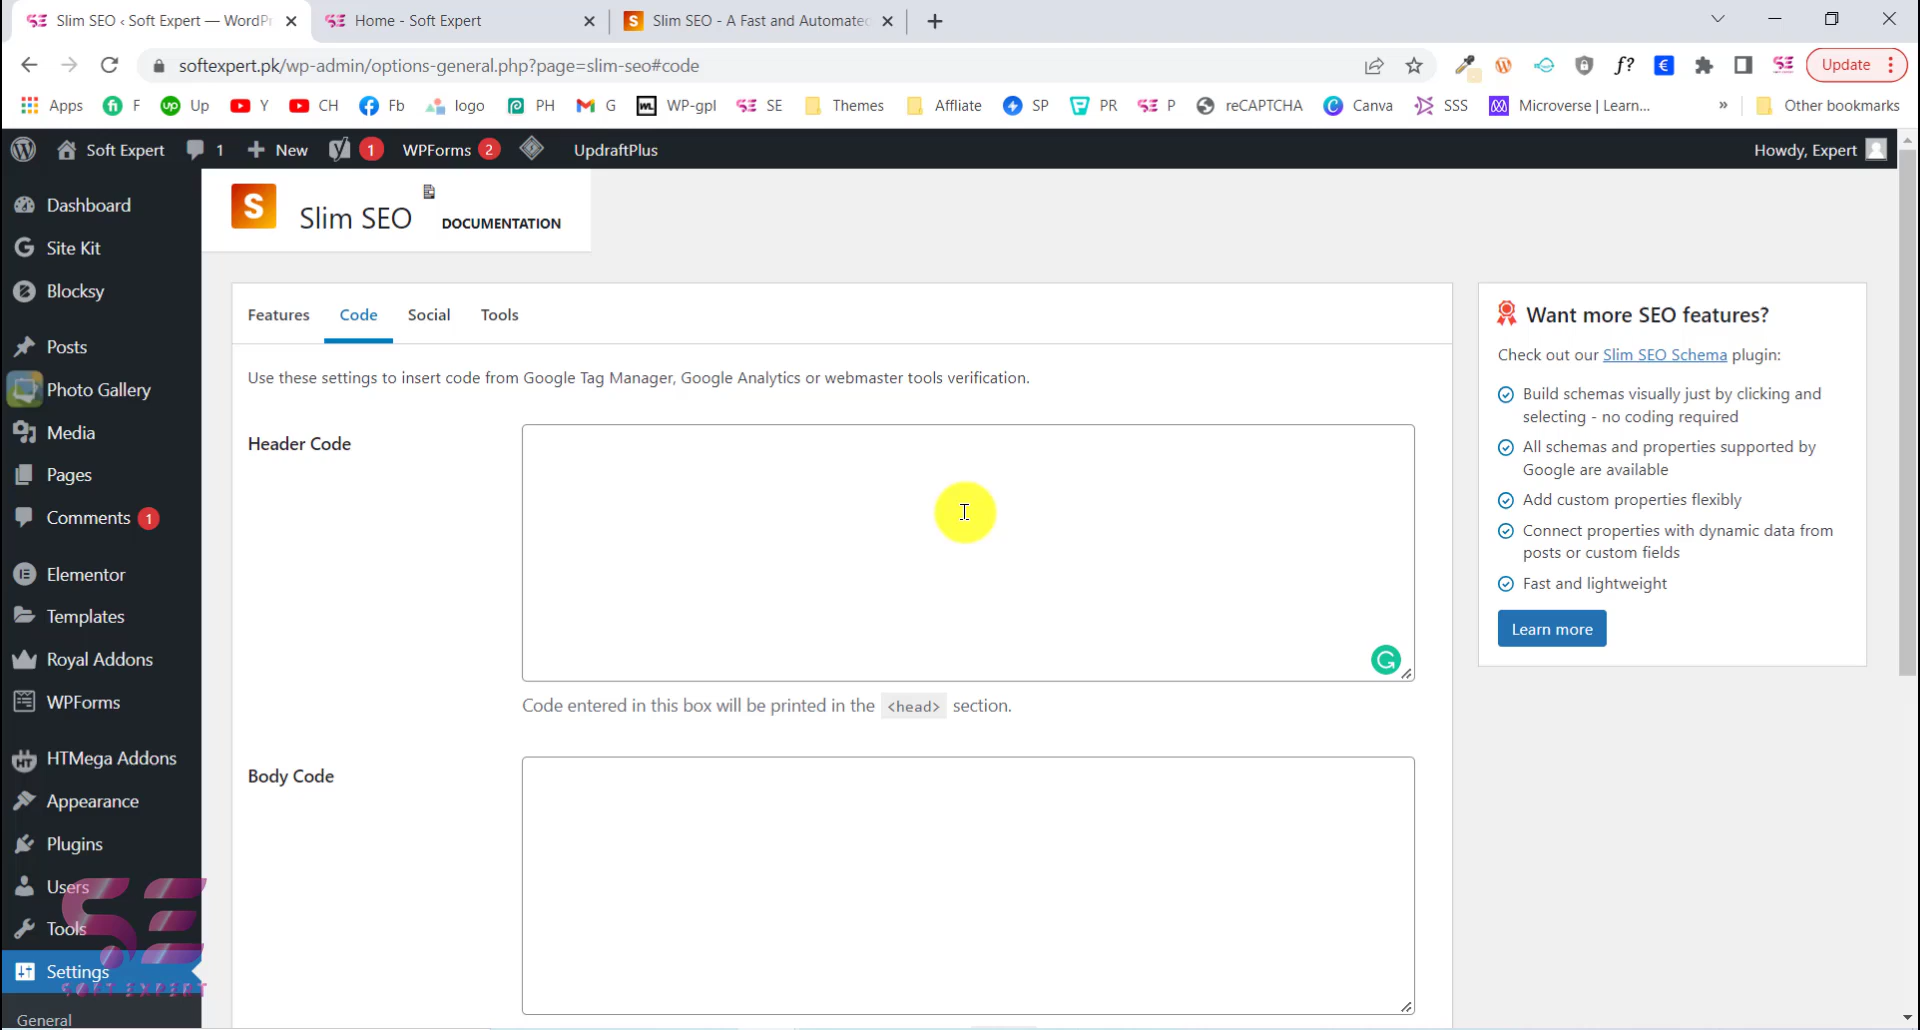 Slim SEO ‹ Soft Expert — WordPr
Home - Soft Expert
Slim SEO - A Fast and Automated
softexpert.pk/wp-admin/options-general.php?page=slim-seo#code
f?
Update
Apps
F
Up
Y
CH
Fb
logo
PH
G
WP-gpl
SE
Themes
Affliate
SP
PR
P
reCAPTCHA
Canva
SSS
Microverse | Learn...
»
Other bookmarks
Soft Expert
1
New
1
WPForms 2
UpdraftPlus
Howdy, Expert
Dashboard
Site Kit
Blocksy
Posts
Photo Gallery
Media
Pages
Comments 1
Elementor
Templates
Royal Addons
WPForms
HTMega Addons
Appearance
Plugins
Users
Tools
Settings
General
SOFT EXPERT
S
Slim SEO
DOCUMENTATION
Features
Code
Social
Tools
Use these settings to insert code from Google Tag Manager, Google Analytics or webmaster tools verification.
Header Code
Code entered in this box will be printed in the <head> section.
Body Code
Want more SEO features?
Check out our Slim SEO Schema plugin:
Build schemas visually just by clicking and
selecting - no coding required
All schemas and properties supported by
Google are available
Add custom properties flexibly
Connect properties with dynamic data from
posts or custom fields
Fast and lightweight
Learn more